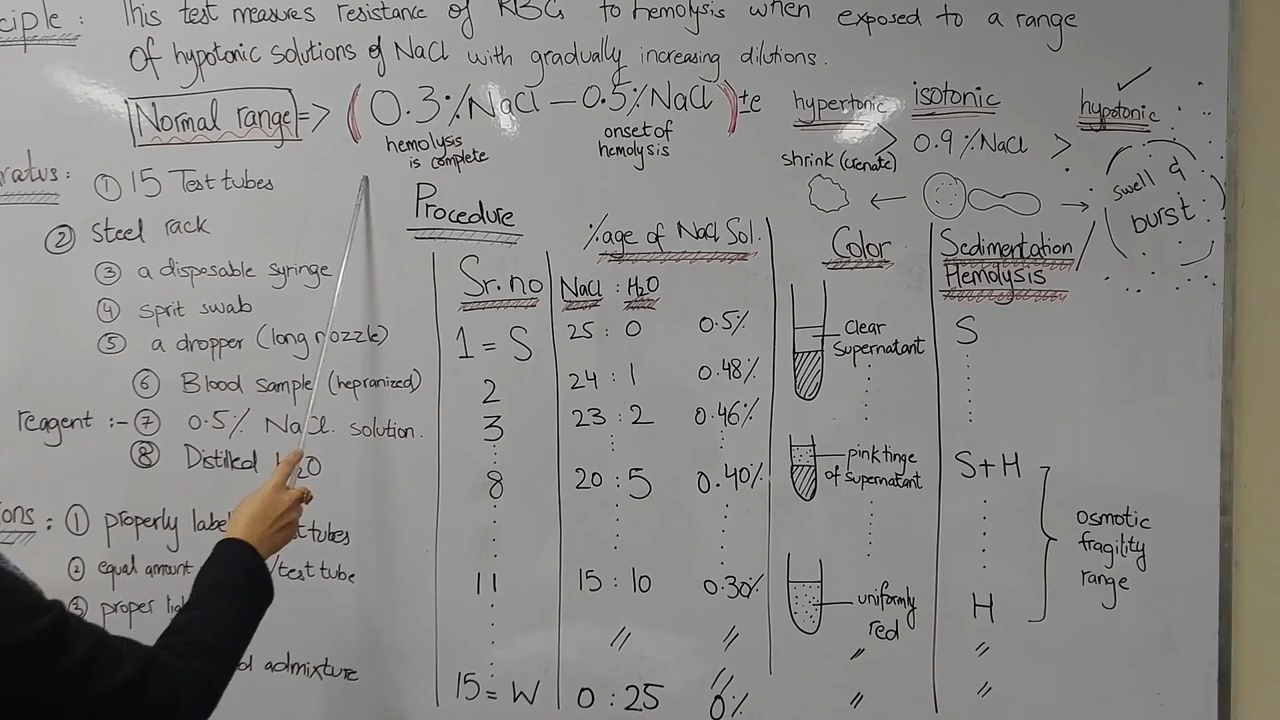 ciple : This test measures resistance of RBCs to hemolysis when exposed to a range
of hypotonic solutions of NaCl with gradually increasing dilutions.
Normal range => ( 0.3% NaCl - 0.5% NaCl ) ±e
hemolysis is complete
onset of hemolysis
hypertonic > isotonic 0.9% NaCl > hypotonic
shrink (crenate)
swell & burst
ratus :
① 15 Test tubes
② Steel rack
③ a disposable syringe
④ sprit swab
⑤ a dropper (long nozzle)
⑥ Blood sample (hepranized)
reagent :- ⑦ 0.5% NaCl solution.
⑧ Distilled H₂O
ons : ① properly label test tubes
② equal amount /test tube
③ proper
d admixture
Procedure
Sr. no
%age of NaCl Sol.
NaCl : H₂O
Color
Sedimentation / Hemolysis
1 = S 25 : 0 0.5% clear supernatant S
2 24 : 1 0.48%
3 23 : 2 0.46%
8 20 : 5 0.40% pink tinge of supernatant S+H
11 15 : 10 0.30% uniformly red H
〃 〃 〃 〃
15 = W 0 : 25 0% 〃 〃
osmotic fragility range